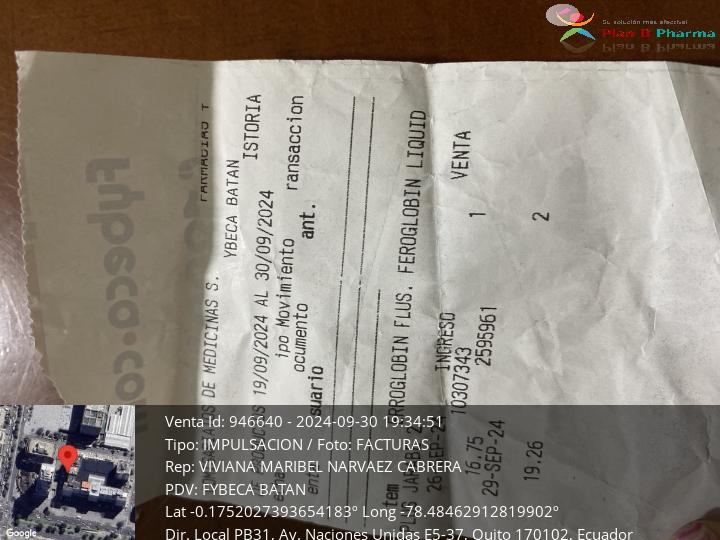 Su solución más efectiva!
Plan B Pharma
FARMACIAS T
DE MEDICINAS S.
YBECA BATAN
ISTORIA
19/09/2024 AL 30/09/2024
ipo Movimiento
ransaccion
ocumento
ant.
suario
FLUS. FEROGLOBIN LIQUID
INGRESO
10307343
1
VENTA
16.75
2595961
29-SEP-24
2
19.26
fybeca.com
Venta Id: 946640 - 2024-09-30 19:34:51
Tipo: IMPULSACION / Foto: FACTURAS
Rep: VIVIANA MARIBEL NARVAEZ CABRERA
PDV: FYBECA BATAN
Lat -0.1752027393654183º Long -78.48462912819902º
Dir. Local PB31, Av. Naciones Unidas E5-37, Quito 170102, Ecuador
Google